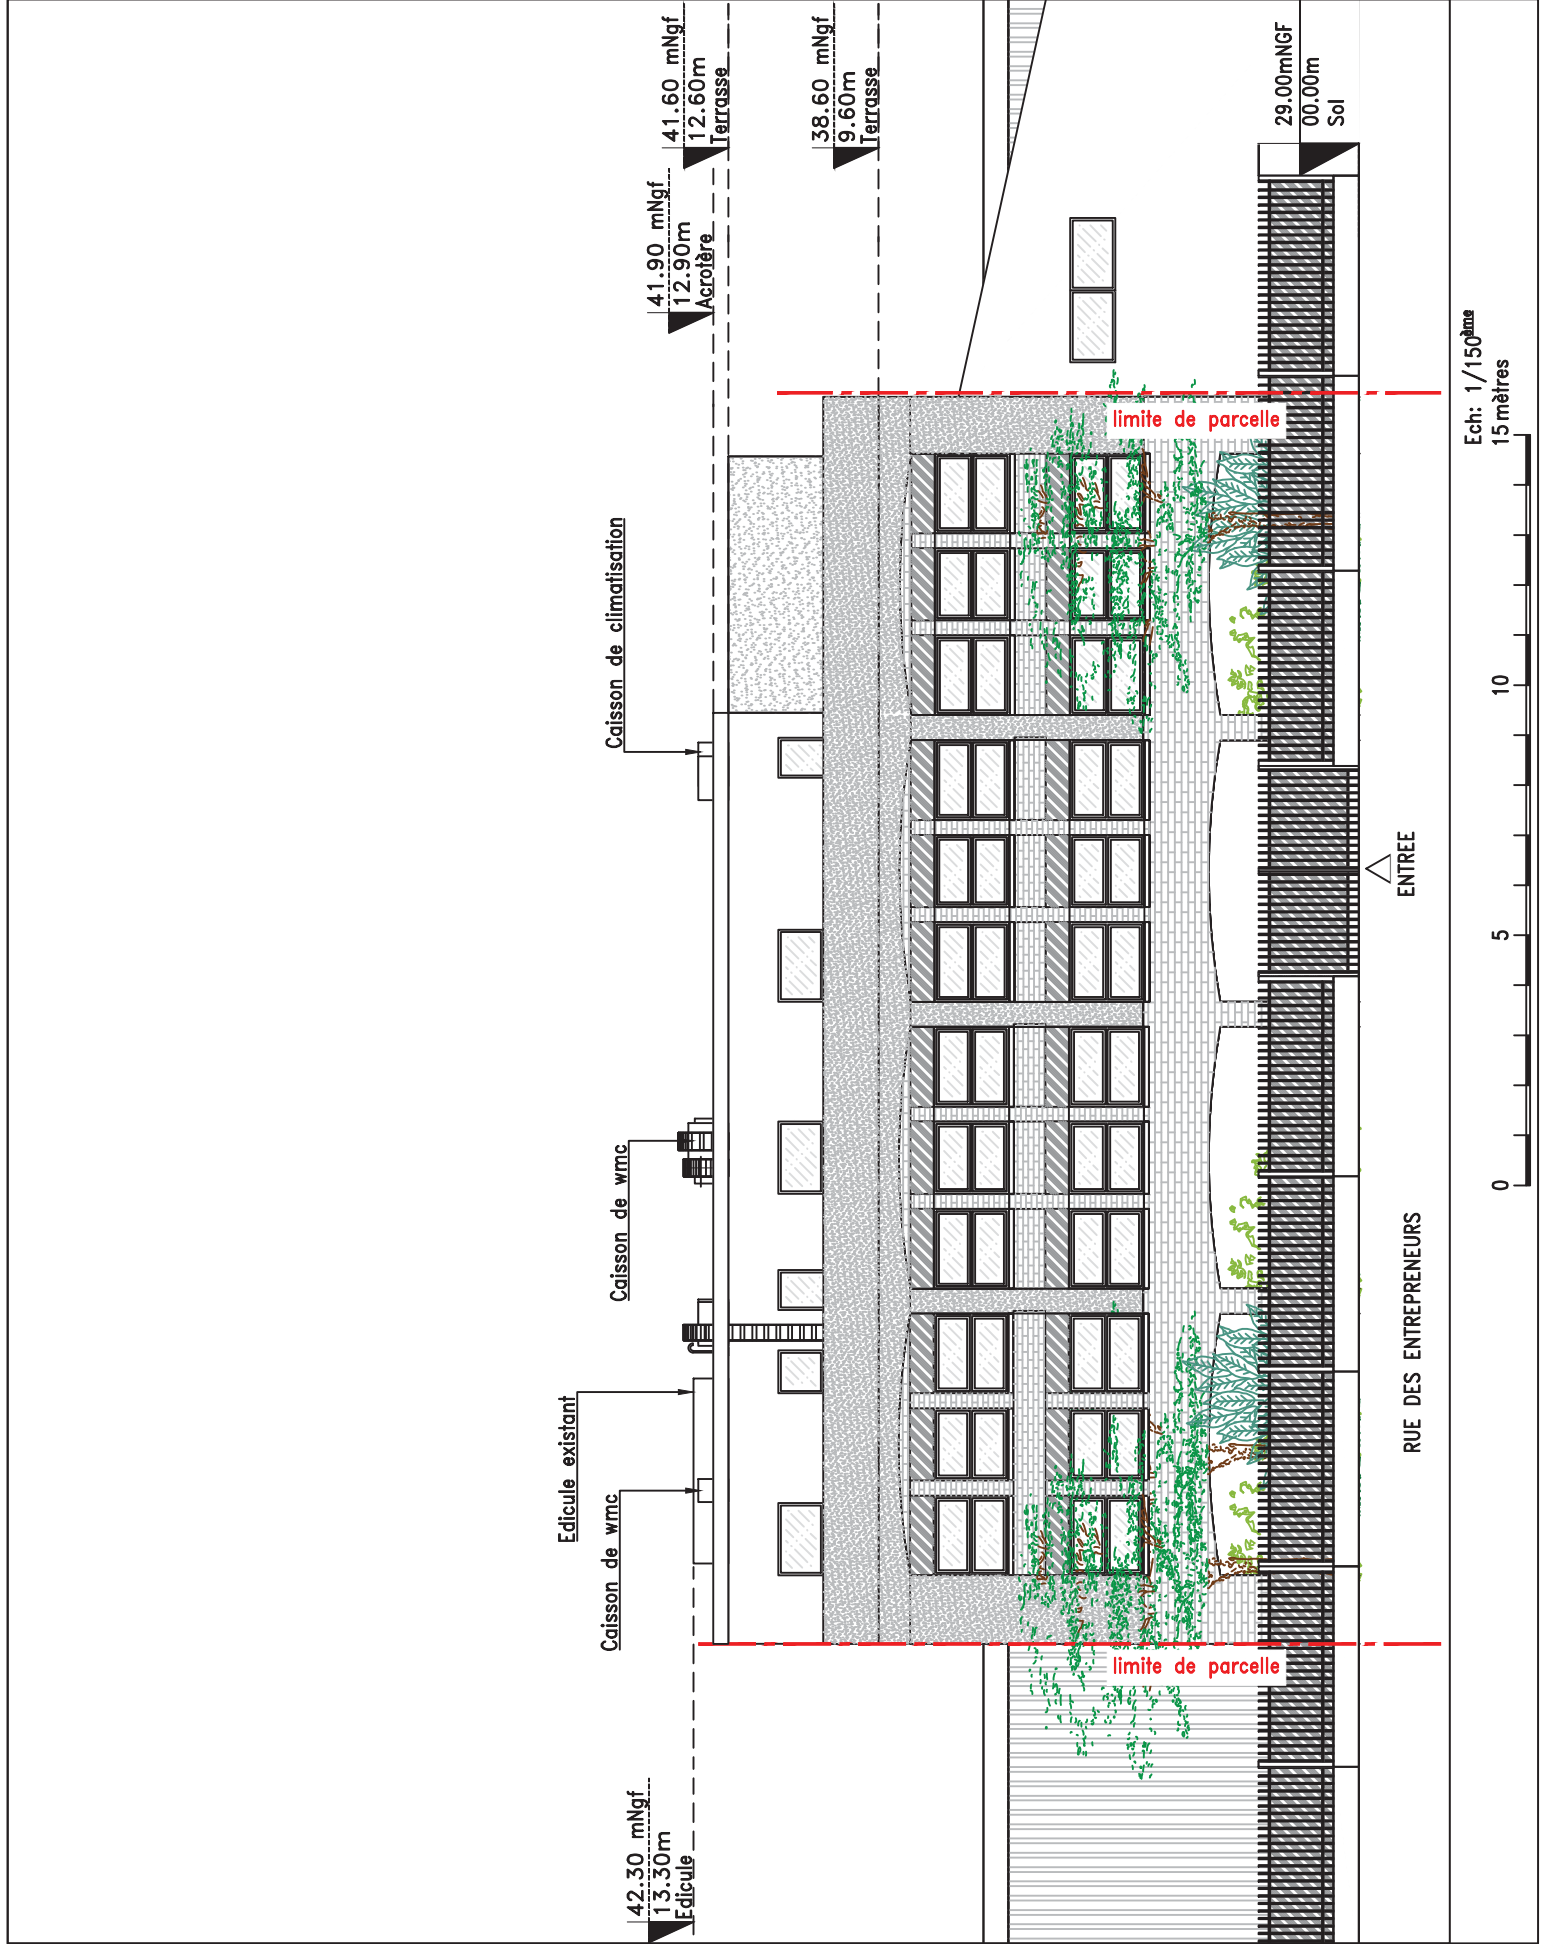 42.30 mNgf
13.30m
Edicule
Edicule existant
Caisson de wmc
Caisson de wmc
Caisson de climatisation
41.90 mNgf
12.90m
Acrotère
41.60 mNgf
12.60m
Terrasse
38.60 mNgf
9.60m
Terrasse
limite de parcelle
limite de parcelle
29.00mNGF
00.00m
Sol
RUE DES ENTREPRENEURS
ENTREE
Ech: 1/150ème
0 5 10 15 mètres